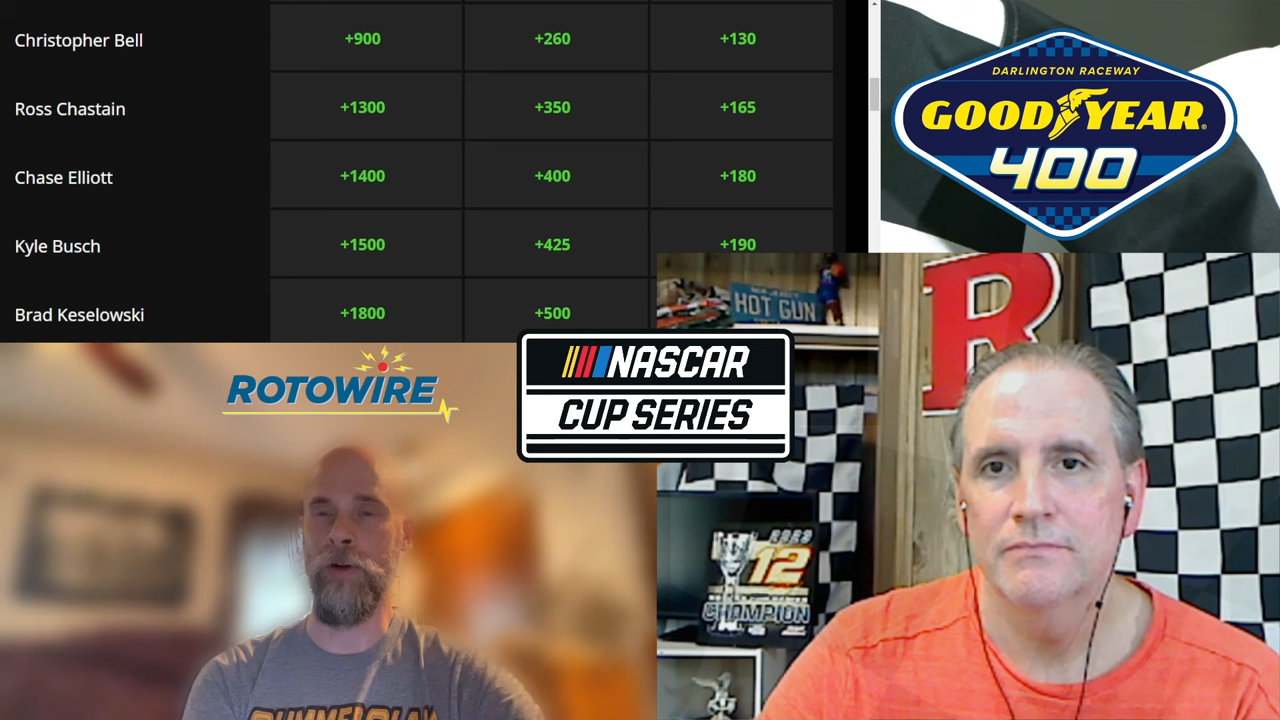 Christopher Bell +900 +260 +130
Ross Chastain +1300 +350 +165
Chase Elliott +1400 +400 +180
Kyle Busch +1500 +425 +190
Brad Keselowski +1800 +500
DARLINGTON RACEWAY
GOODYEAR
400
HOT GUN
R
ROTOWIRE
NASCAR
CUP SERIES
2023
12
CHAMPION